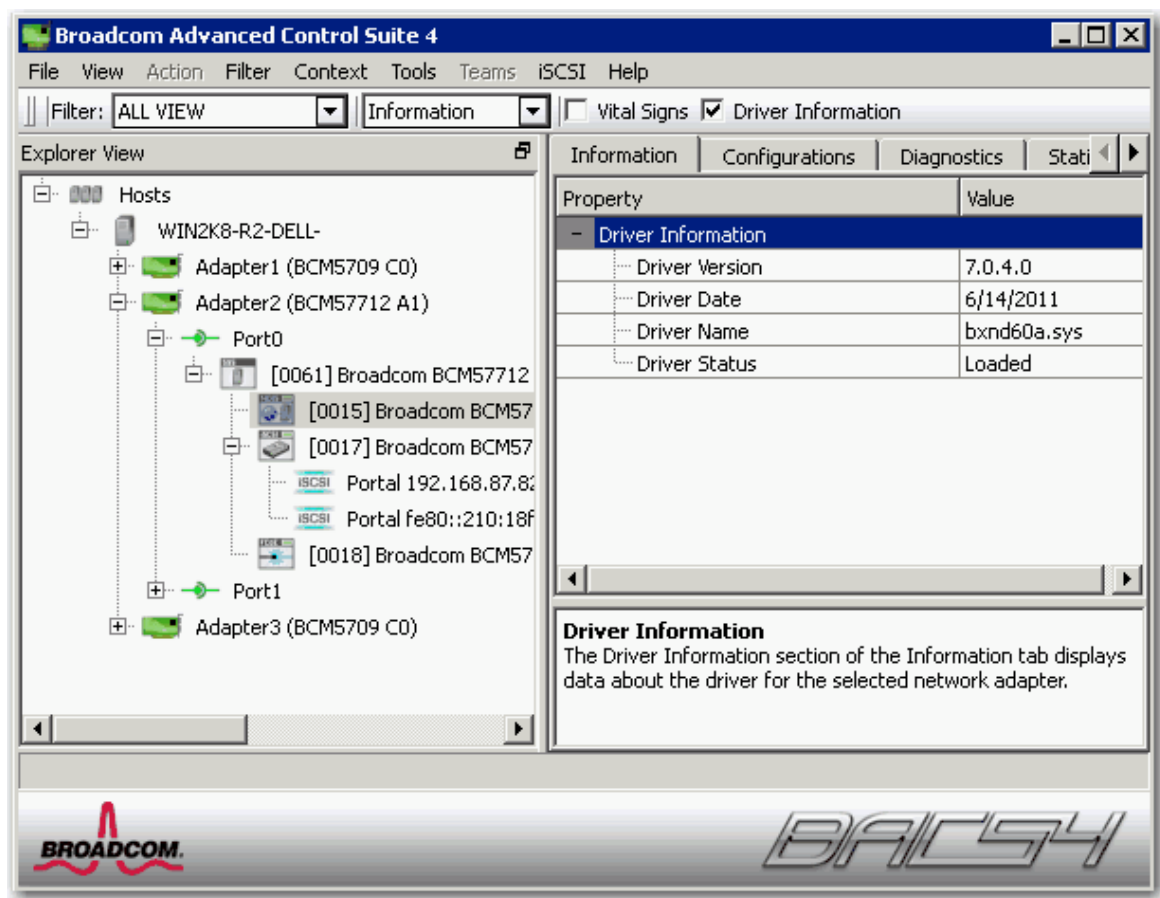 Broadcom Advanced Control Suite 4
File View Action Filter Context Tools Teams iSCSI Help
Filter: ALL VIEW Information Vital Signs Driver Information
Explorer View
Hosts
WIN2K8-R2-DELL-
Adapter1 (BCM5709 C0)
Adapter2 (BCM57712 A1)
Port0
[0061] Broadcom BCM57712
[0015] Broadcom BCM57
[0017] Broadcom BCM57
iSCSI Portal 192.168.87.82
iSCSI Portal fe80::210:18f
[0018] Broadcom BCM57
Port1
Adapter3 (BCM5709 C0)
Information Configurations Diagnostics Stati
Property Value
Driver Information
Driver Version 7.0.4.0
Driver Date 6/14/2011
Driver Name bxnd60a.sys
Driver Status Loaded
Driver Information
The Driver Information section of the Information tab displays
data about the driver for the selected network adapter.
BROADCOM.
BACS4